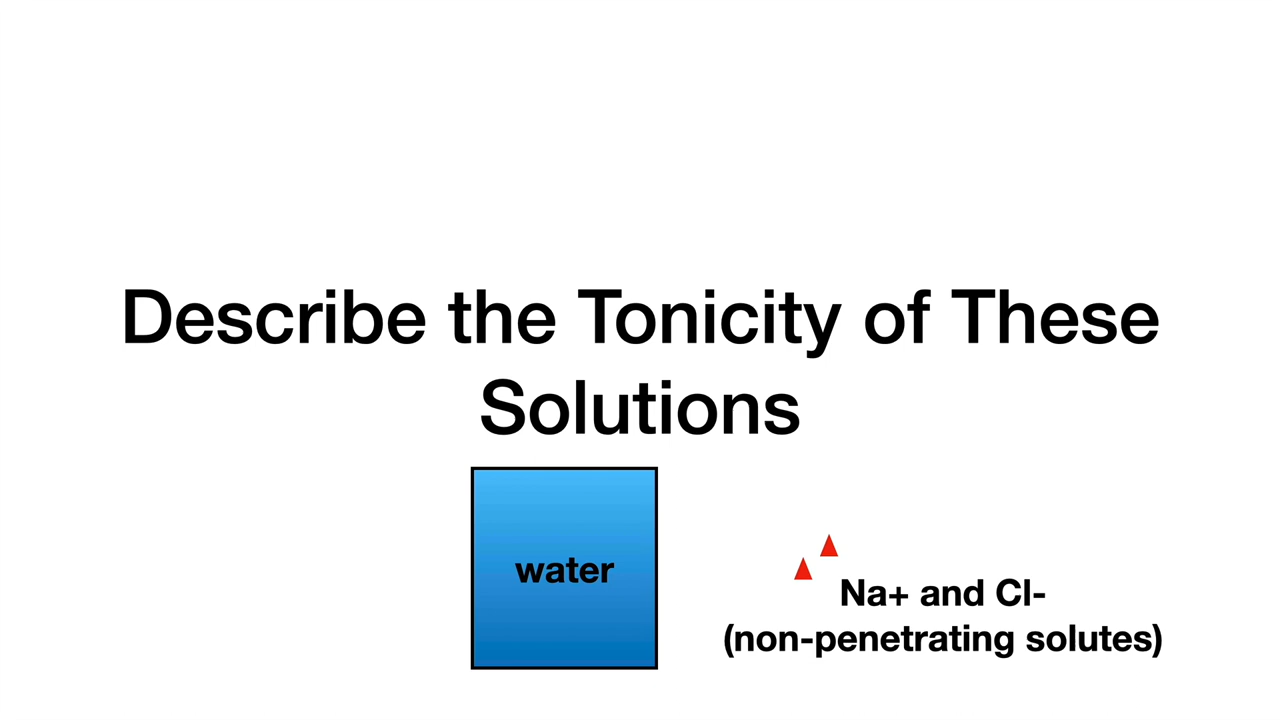 Describe the Tonicity of These
Solutions
water
Na+ and Cl-
(non-penetrating solutes)